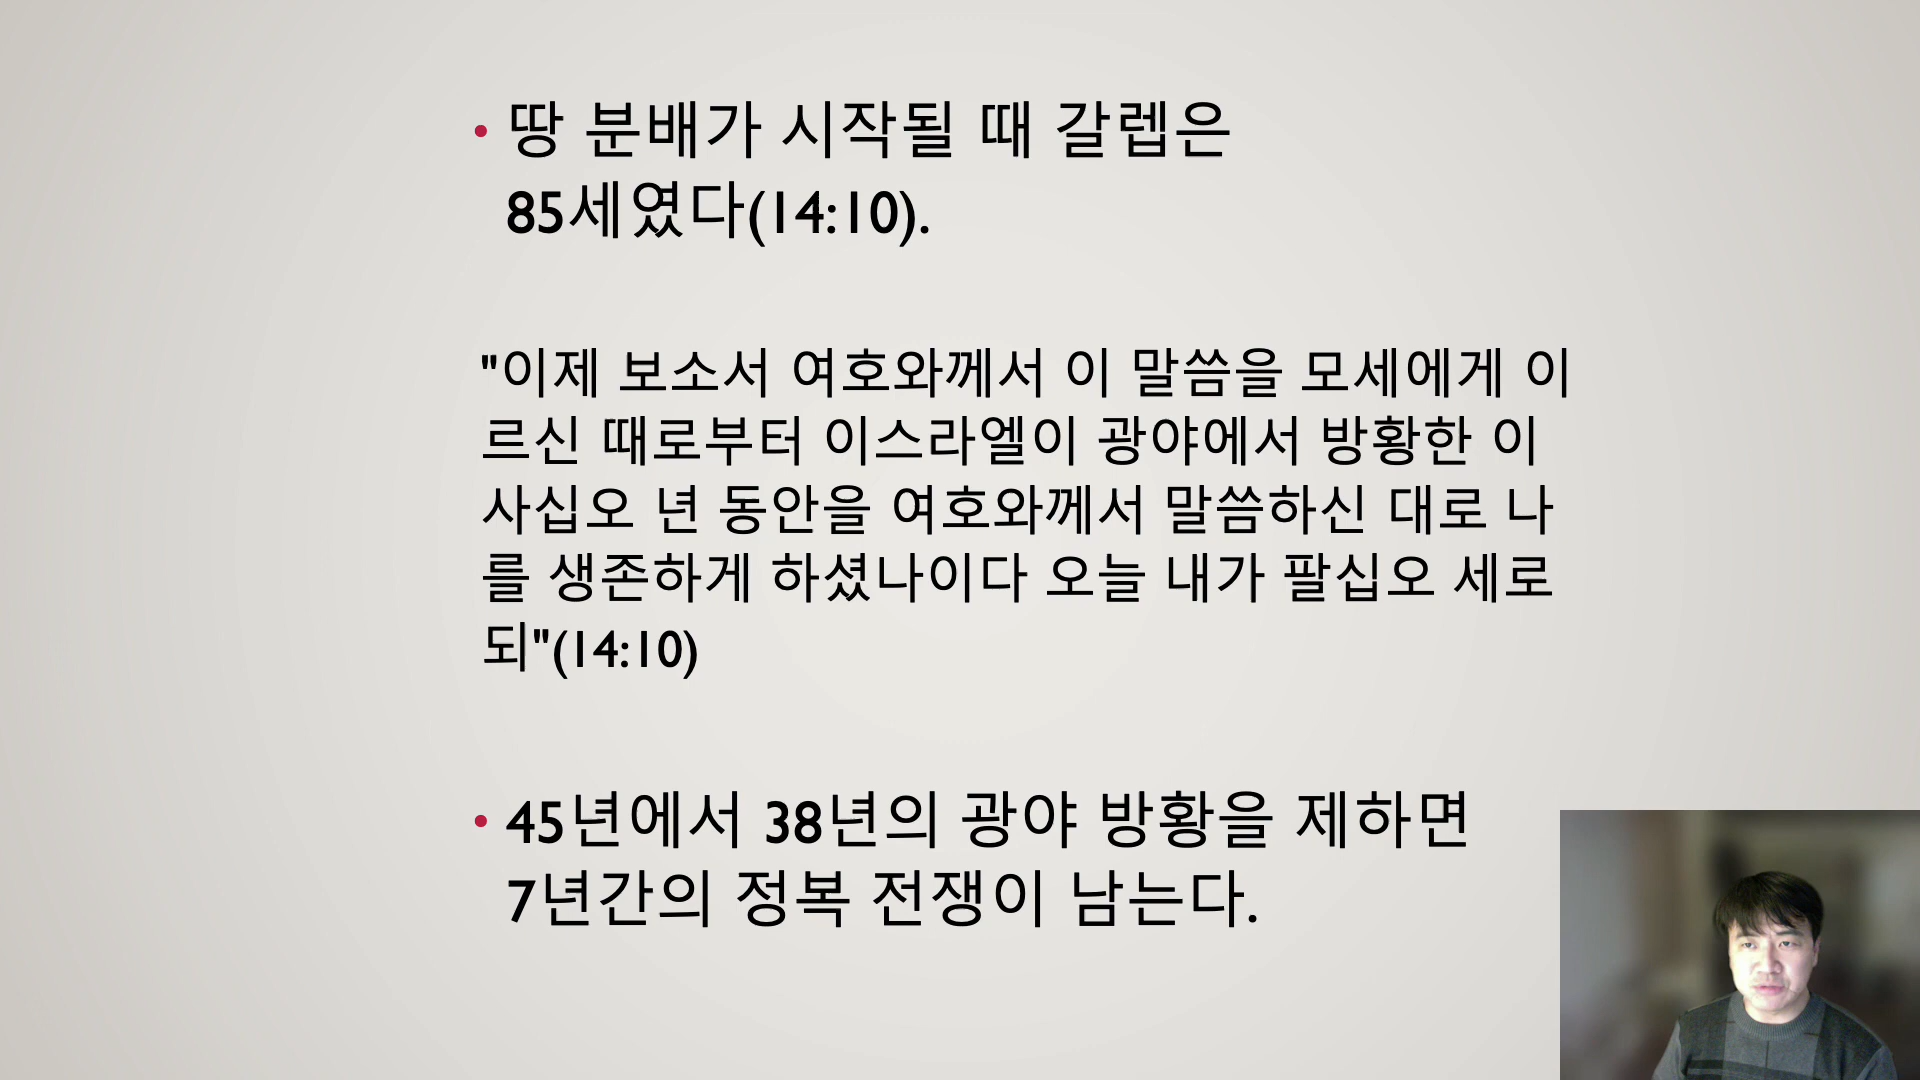 • 땅 분배가 시작될 때 갈렙은
85세였다(14:10).
"이제 보소서 여호와께서 이 말씀을 모세에게 이
르신 때로부터 이스라엘이 광야에서 방황한 이
사십오 년 동안을 여호와께서 말씀하신 대로 나
를 생존하게 하셨나이다 오늘 내가 팔십오 세로
되"(14:10)
• 45년에서 38년의 광야 방황을 제하면
7년간의 정복 전쟁이 남는다.